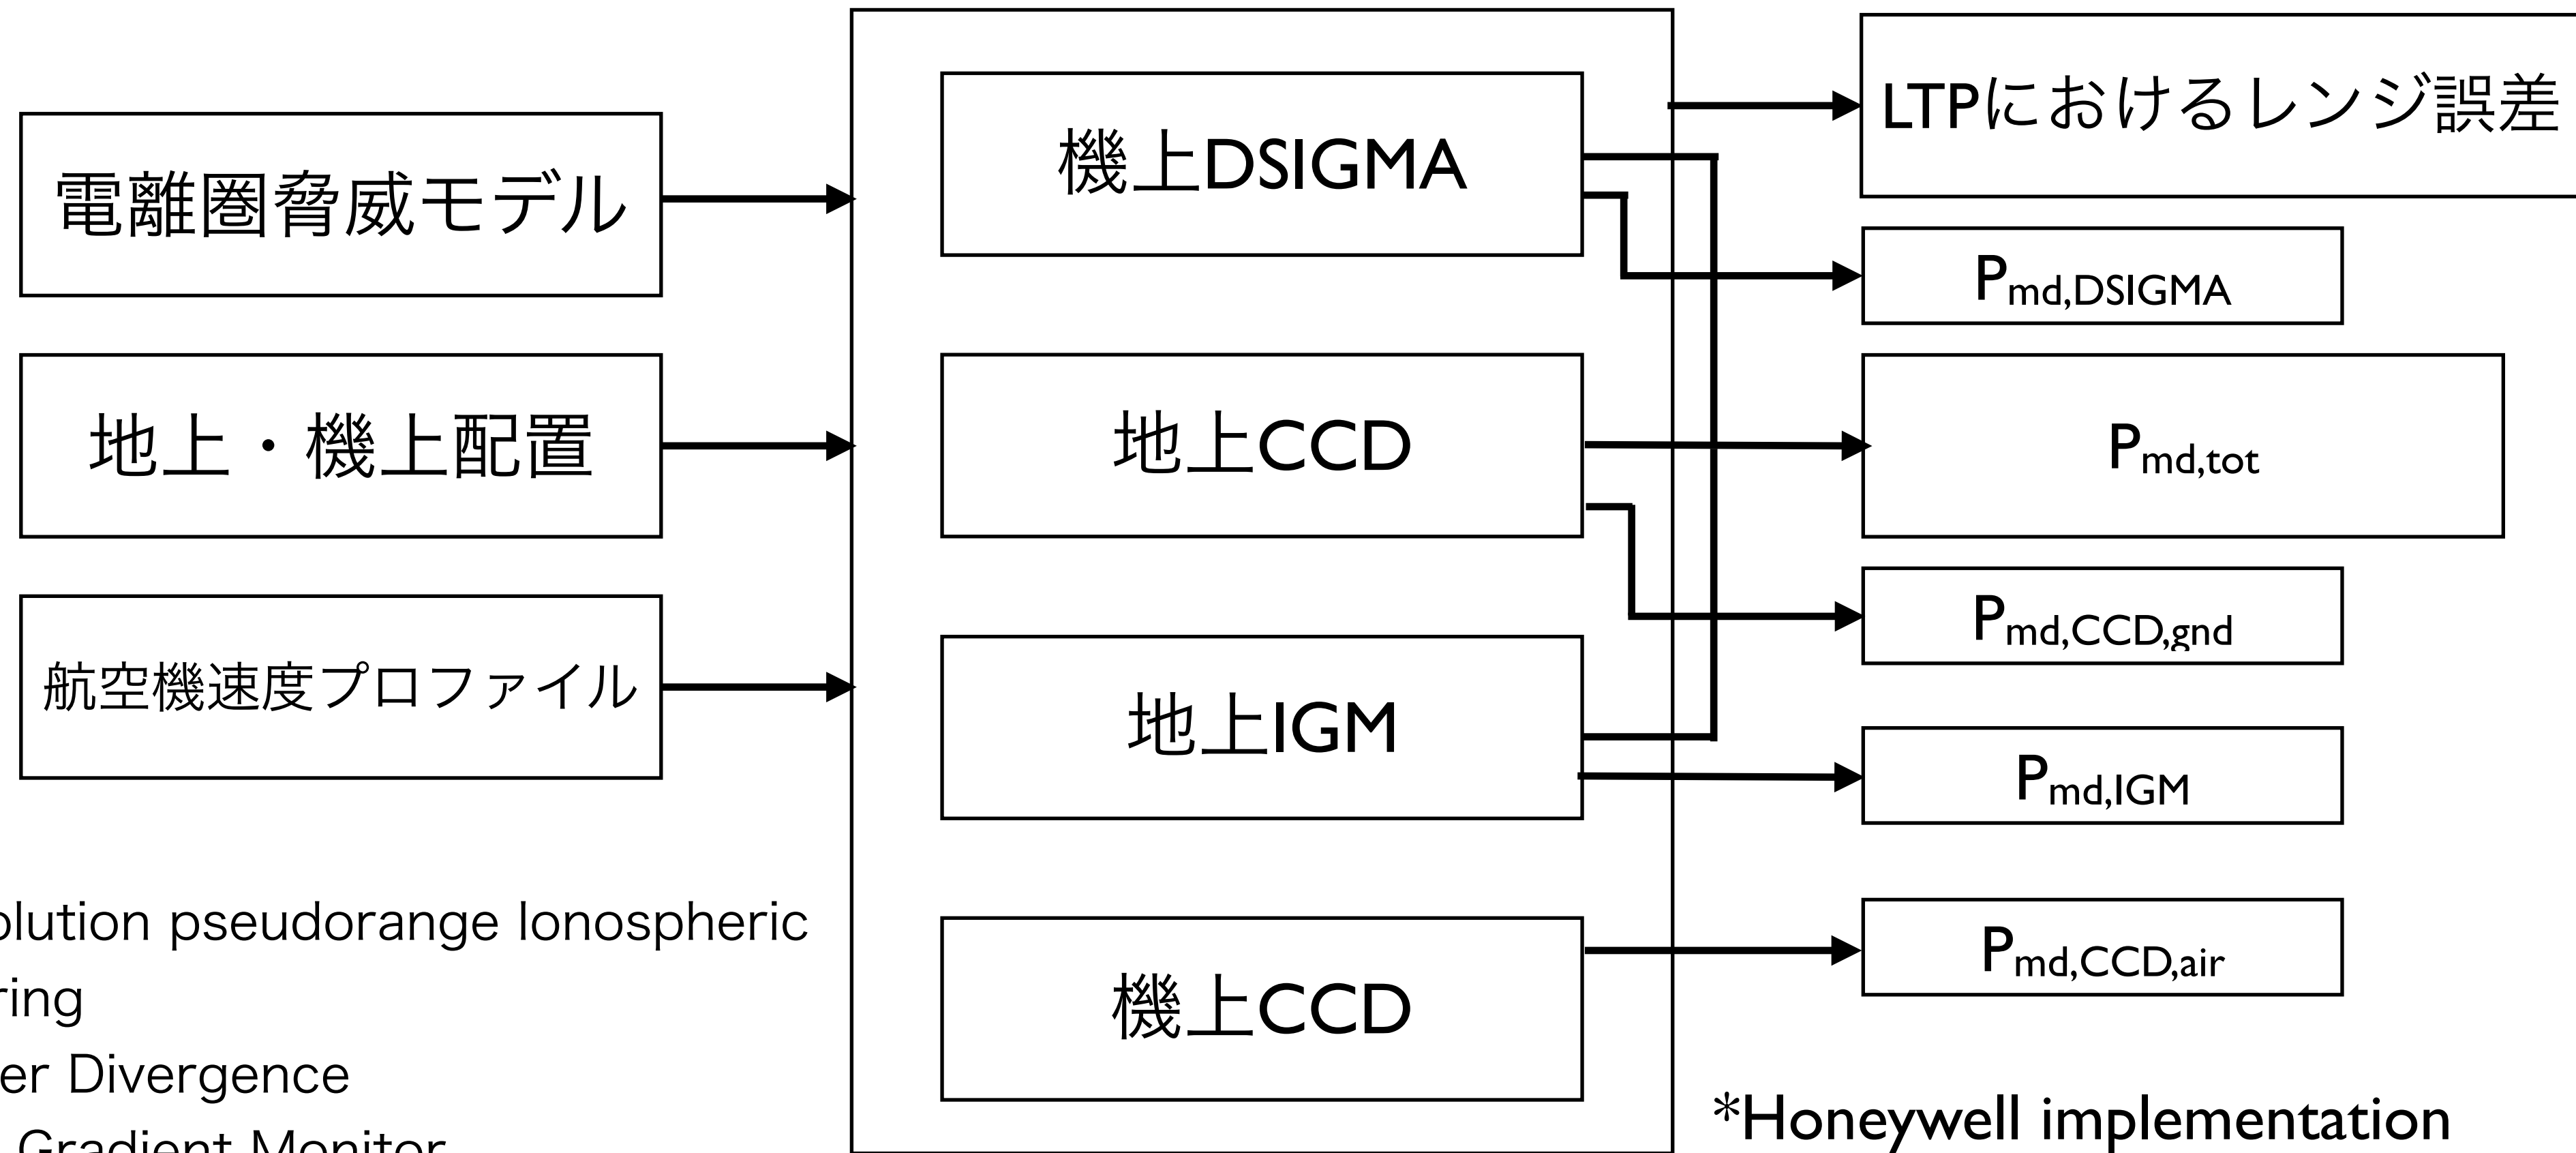 電離圏脅威モデル
地上・機上配置
航空機速度プロファイル
機上DSIGMA
地上CCD
地上IGM
機上CCD
LTPにおけるレンジ誤差
Pmd,DSIGMA
Pmd,tot
Pmd,CCD,gnd
Pmd,IGM
Pmd,CCD,air
pseudorange Ionospheric
Divergence
Gradient Monitor
*Honeywell implementation